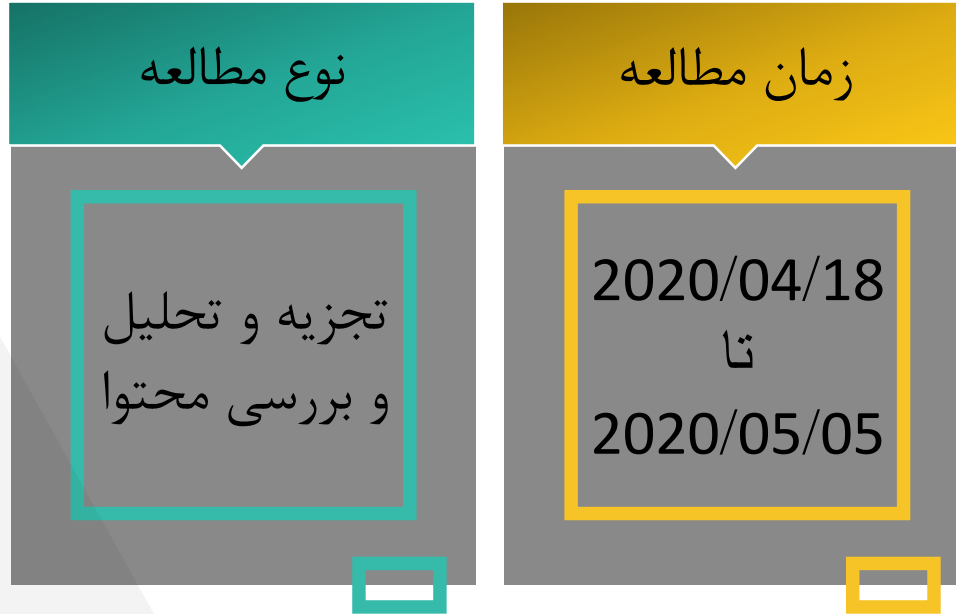 زمان مطالعه
2020/04/18
تا
2020/05/05
نوع مطالعه
تجزیه و تحلیل
و بررسی محتوا